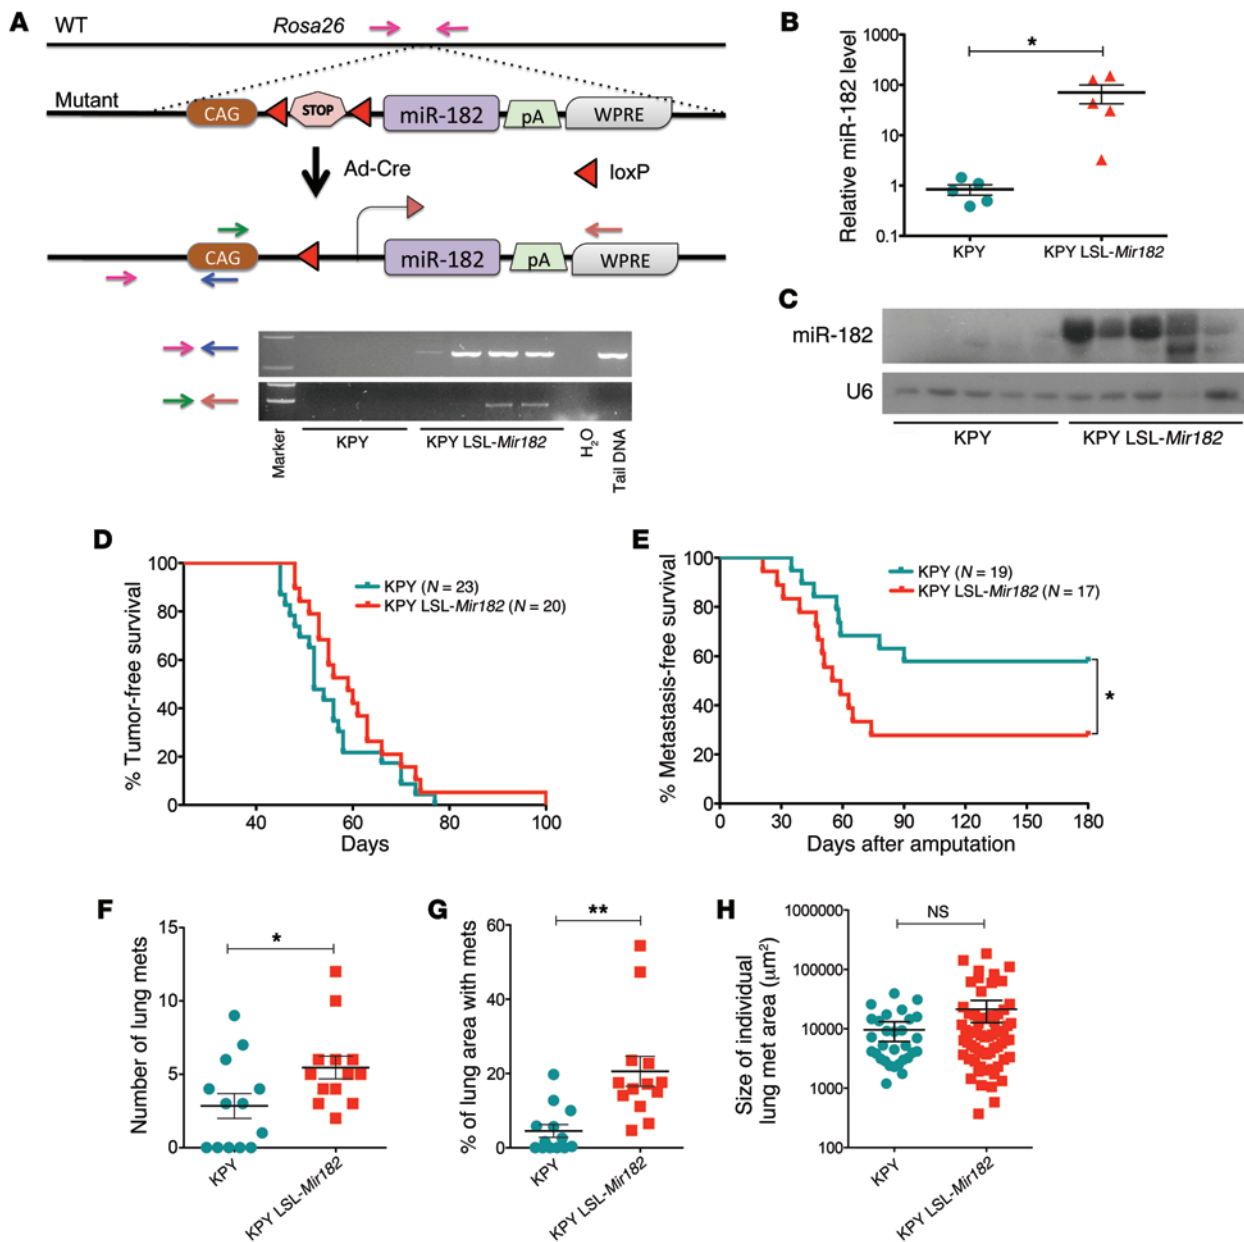 A
WT
Rosa26
Mutant
CAG
STOP
miR-182
pA
WPRE
Ad-Cre
loxP
CAG
miR-182
pA
WPRE
Marker
KPY
KPY LSL-Mir182
H2O
Tail DNA
B
Relative miR-182 level
1000
100
10
1
0.1
*
KPY
KPY LSL-Mir182
C
miR-182
U6
KPY
KPY LSL-Mir182
D
% Tumor-free survival
100
80
60
40
20
0
KPY (N = 23)
KPY LSL-Mir182 (N = 20)
40
60
80
100
Days
E
% Metastasis-free survival
100
80
60
40
20
0
KPY (N = 19)
KPY LSL-Mir182 (N = 17)
*
0
30
60
90
120
150
180
Days after amputation
F
Number of lung mets
15
10
5
0
*
KPY
KPY LSL-Mir182
G
% of lung area with mets
60
40
20
0
**
KPY
KPY LSL-Mir182
H
Size of individual
lung met area (μm²)
1000000
100000
10000
1000
100
NS
KPY
KPY LSL-Mir182